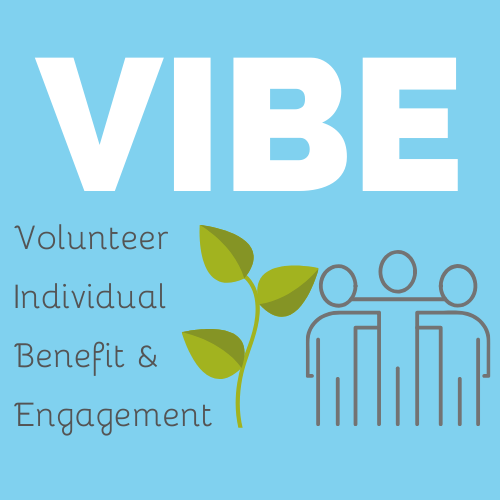 VIBE
Volunteer
Individual
Benefit &
Engagement